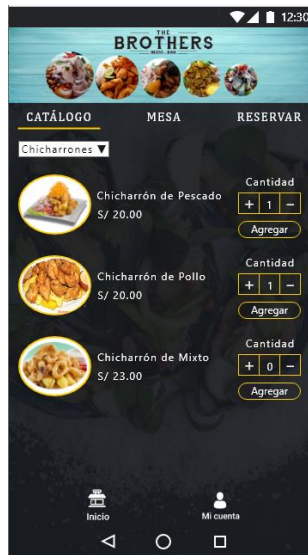 12:30
THE
BROTHERS
CATÁLOGO MESA RESERVAR
Chicharrones ▼
Cantidad
Chicharrón de Pescado
+ 1 −
S/ 20.00
Agregar
Cantidad
Chicharrón de Pollo
+ 1 −
S/ 20.00
Agregar
Cantidad
Chicharrón de Mixto
+ 0 −
S/ 23.00
Agregar
Inicio Mi cuenta